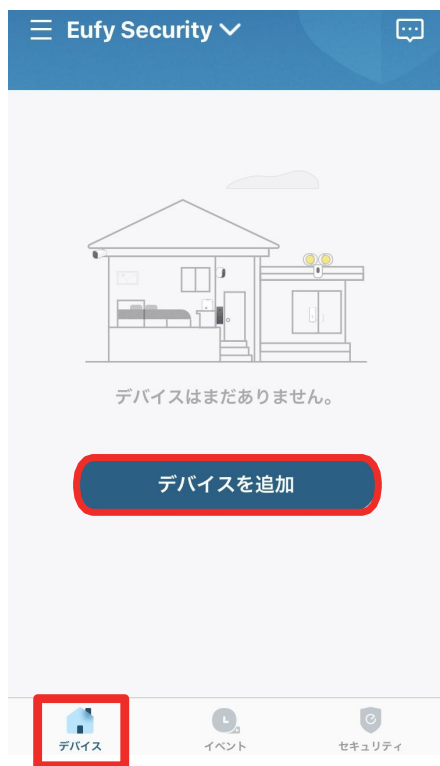 Eufy Security
デバイスはまだありません。
デバイスを追加
デバイス
イベント
セキュリティ